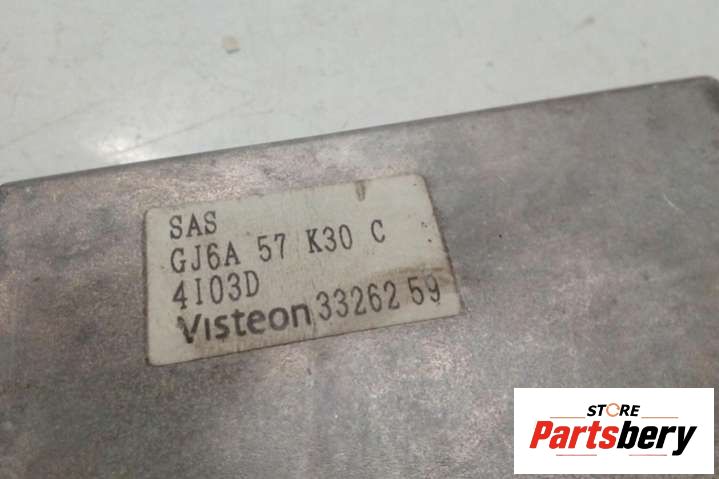 SAS
GJ6A 57 K30 C
4I03D
Visteon 33262 59
STORE
Partsbery